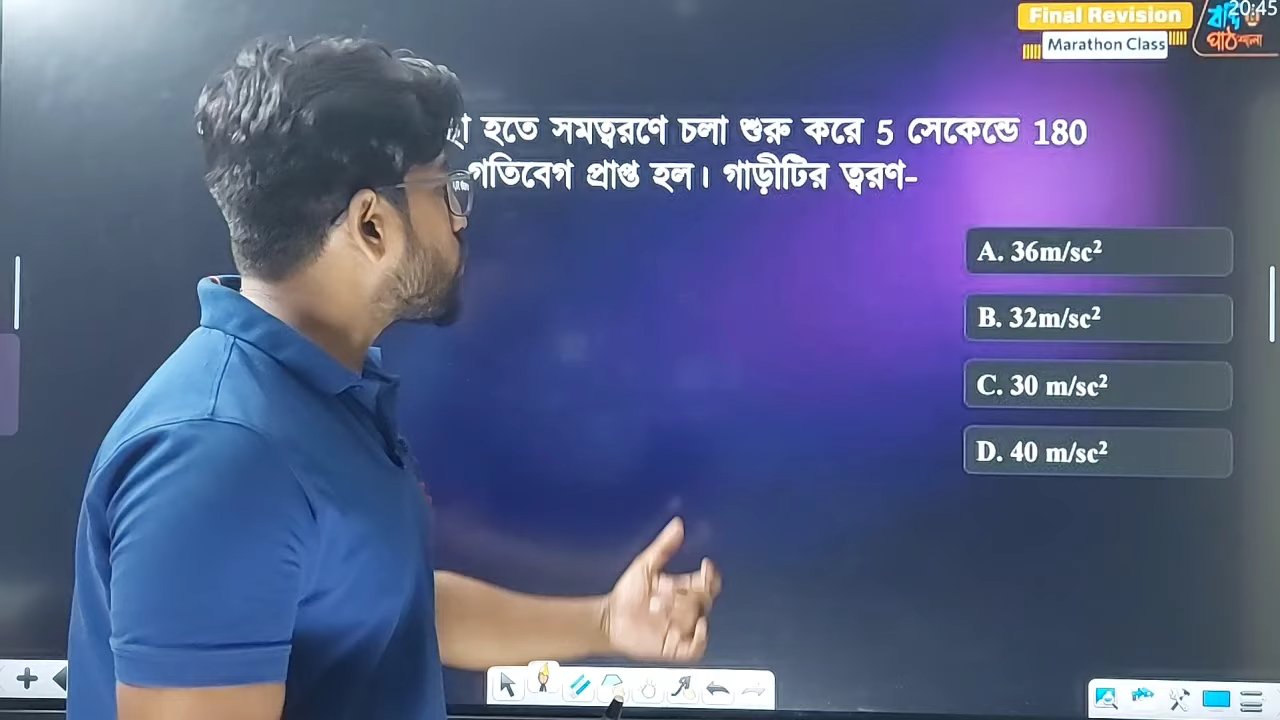 Final Revision
Marathon Class
20:45
হতে সমত্বরণে চলা শুরু করে 5 সেকেন্ডে 180
গতিবেগ প্রাপ্ত হল। গাড়ীটির ত্বরণ-
A. 36m/sc²
B. 32m/sc²
C. 30 m/sc²
D. 40 m/sc²